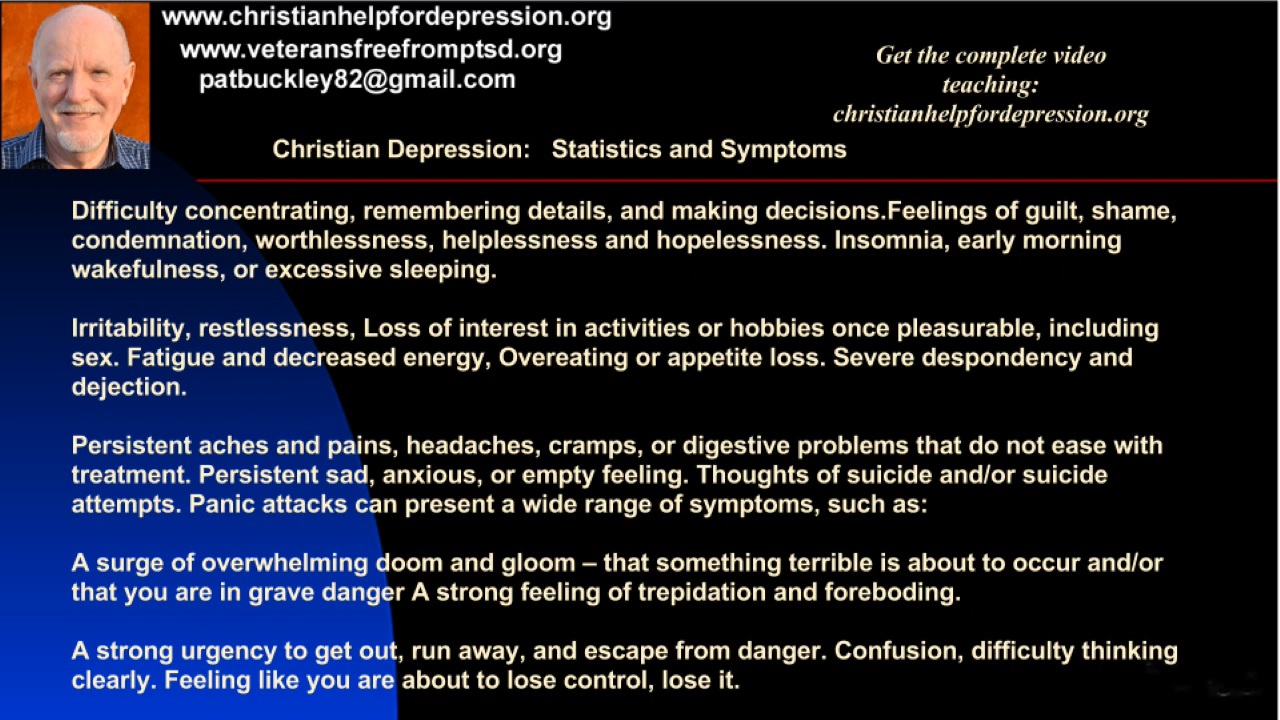 www.christianhelpfordepression.org
www.veteransfreefromptsd.org
patbuckley82@gmail.com
Get the complete video
teaching:
christianhelpfordepression.org
Christian Depression: Statistics and Symptoms
Difficulty concentrating, remembering details, and making decisions.Feelings of guilt, shame,
condemnation, worthlessness, helplessness and hopelessness. Insomnia, early morning
wakefulness, or excessive sleeping.
Irritability, restlessness, Loss of interest in activities or hobbies once pleasurable, including
sex. Fatigue and decreased energy, Overeating or appetite loss. Severe despondency and
dejection.
Persistent aches and pains, headaches, cramps, or digestive problems that do not ease with
treatment. Persistent sad, anxious, or empty feeling. Thoughts of suicide and/or suicide
attempts. Panic attacks can present a wide range of symptoms, such as:
A surge of overwhelming doom and gloom – that something terrible is about to occur and/or
that you are in grave danger A strong feeling of trepidation and foreboding.
A strong urgency to get out, run away, and escape from danger. Confusion, difficulty thinking
clearly. Feeling like you are about to lose control, lose it.